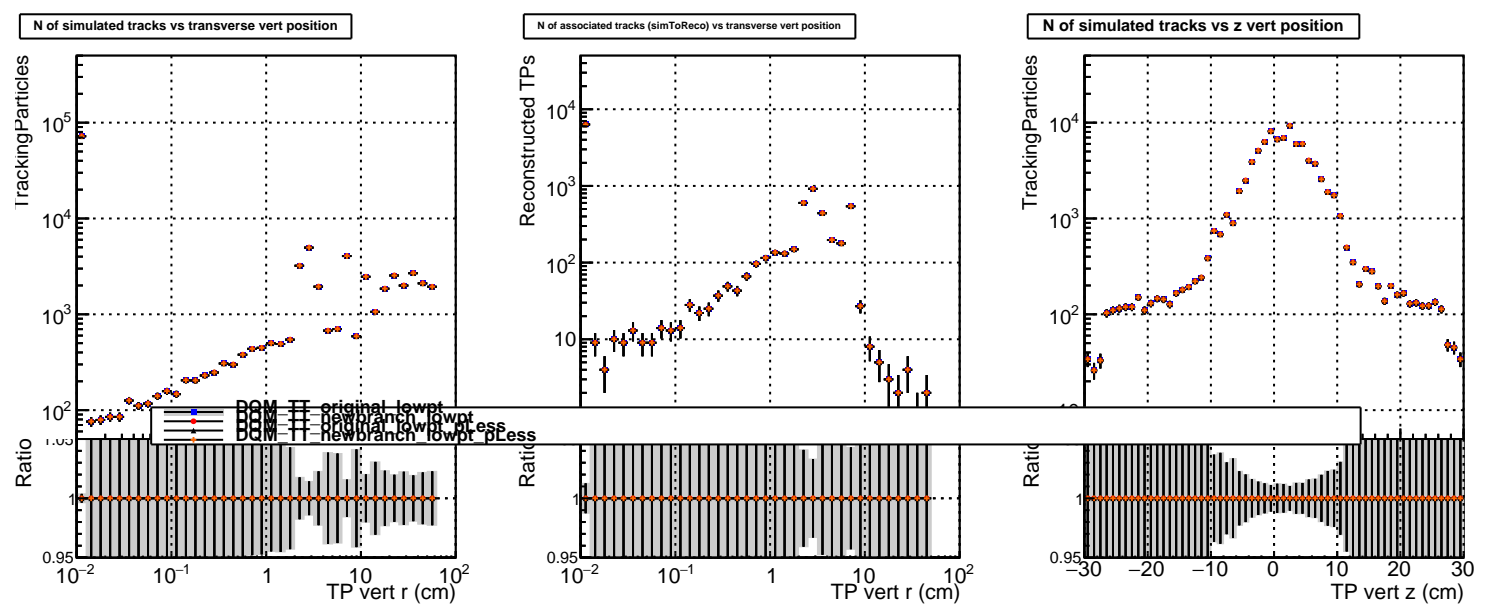 N of simulated tracks vs transverse vert position
N of associated tracks (simToReco) vs transverse vert position
N of simulated tracks vs z vert position
TrackingParticles
10^5
10^4
10^3
10^2
Reconstructed TPs
10^4
10^3
10^2
10
TrackingParticles
10^4
10^3
10^2
10
DQM_TT_original_lowpt
DQM_TT_newbranch_lowpt
DQM_TT_original_lowpt_pLess
DQM_TT_newbranch_lowpt_pLess
Ratio
1.05
1
0.95
10^−2 10^−1 1 10 10^2
TP vert r (cm)
Ratio
1
0.95
10^−2 10^−1 1 10 10^2
TP vert r (cm)
Ratio
1
0.95
−30 −20 −10 0 10 20 30
TP vert z (cm)